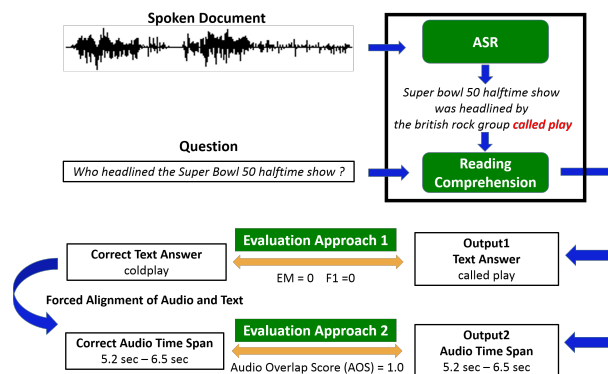 Spoken Document
ASR
Super bowl 50 halftime show
was headlined by
the british rock group called play
Question
Who headlined the Super Bowl 50 halftime show ?
Reading
Comprehension
Correct Text Answer
coldplay
Evaluation Approach 1
EM = 0 F1 =0
Output1
Text Answer
called play
Forced Alignment of Audio and Text
Correct Audio Time Span
5.2 sec – 6.5 sec
Evaluation Approach 2
Audio Overlap Score (AOS) = 1.0
Output2
Audio Time Span
5.2 sec – 6.5 sec